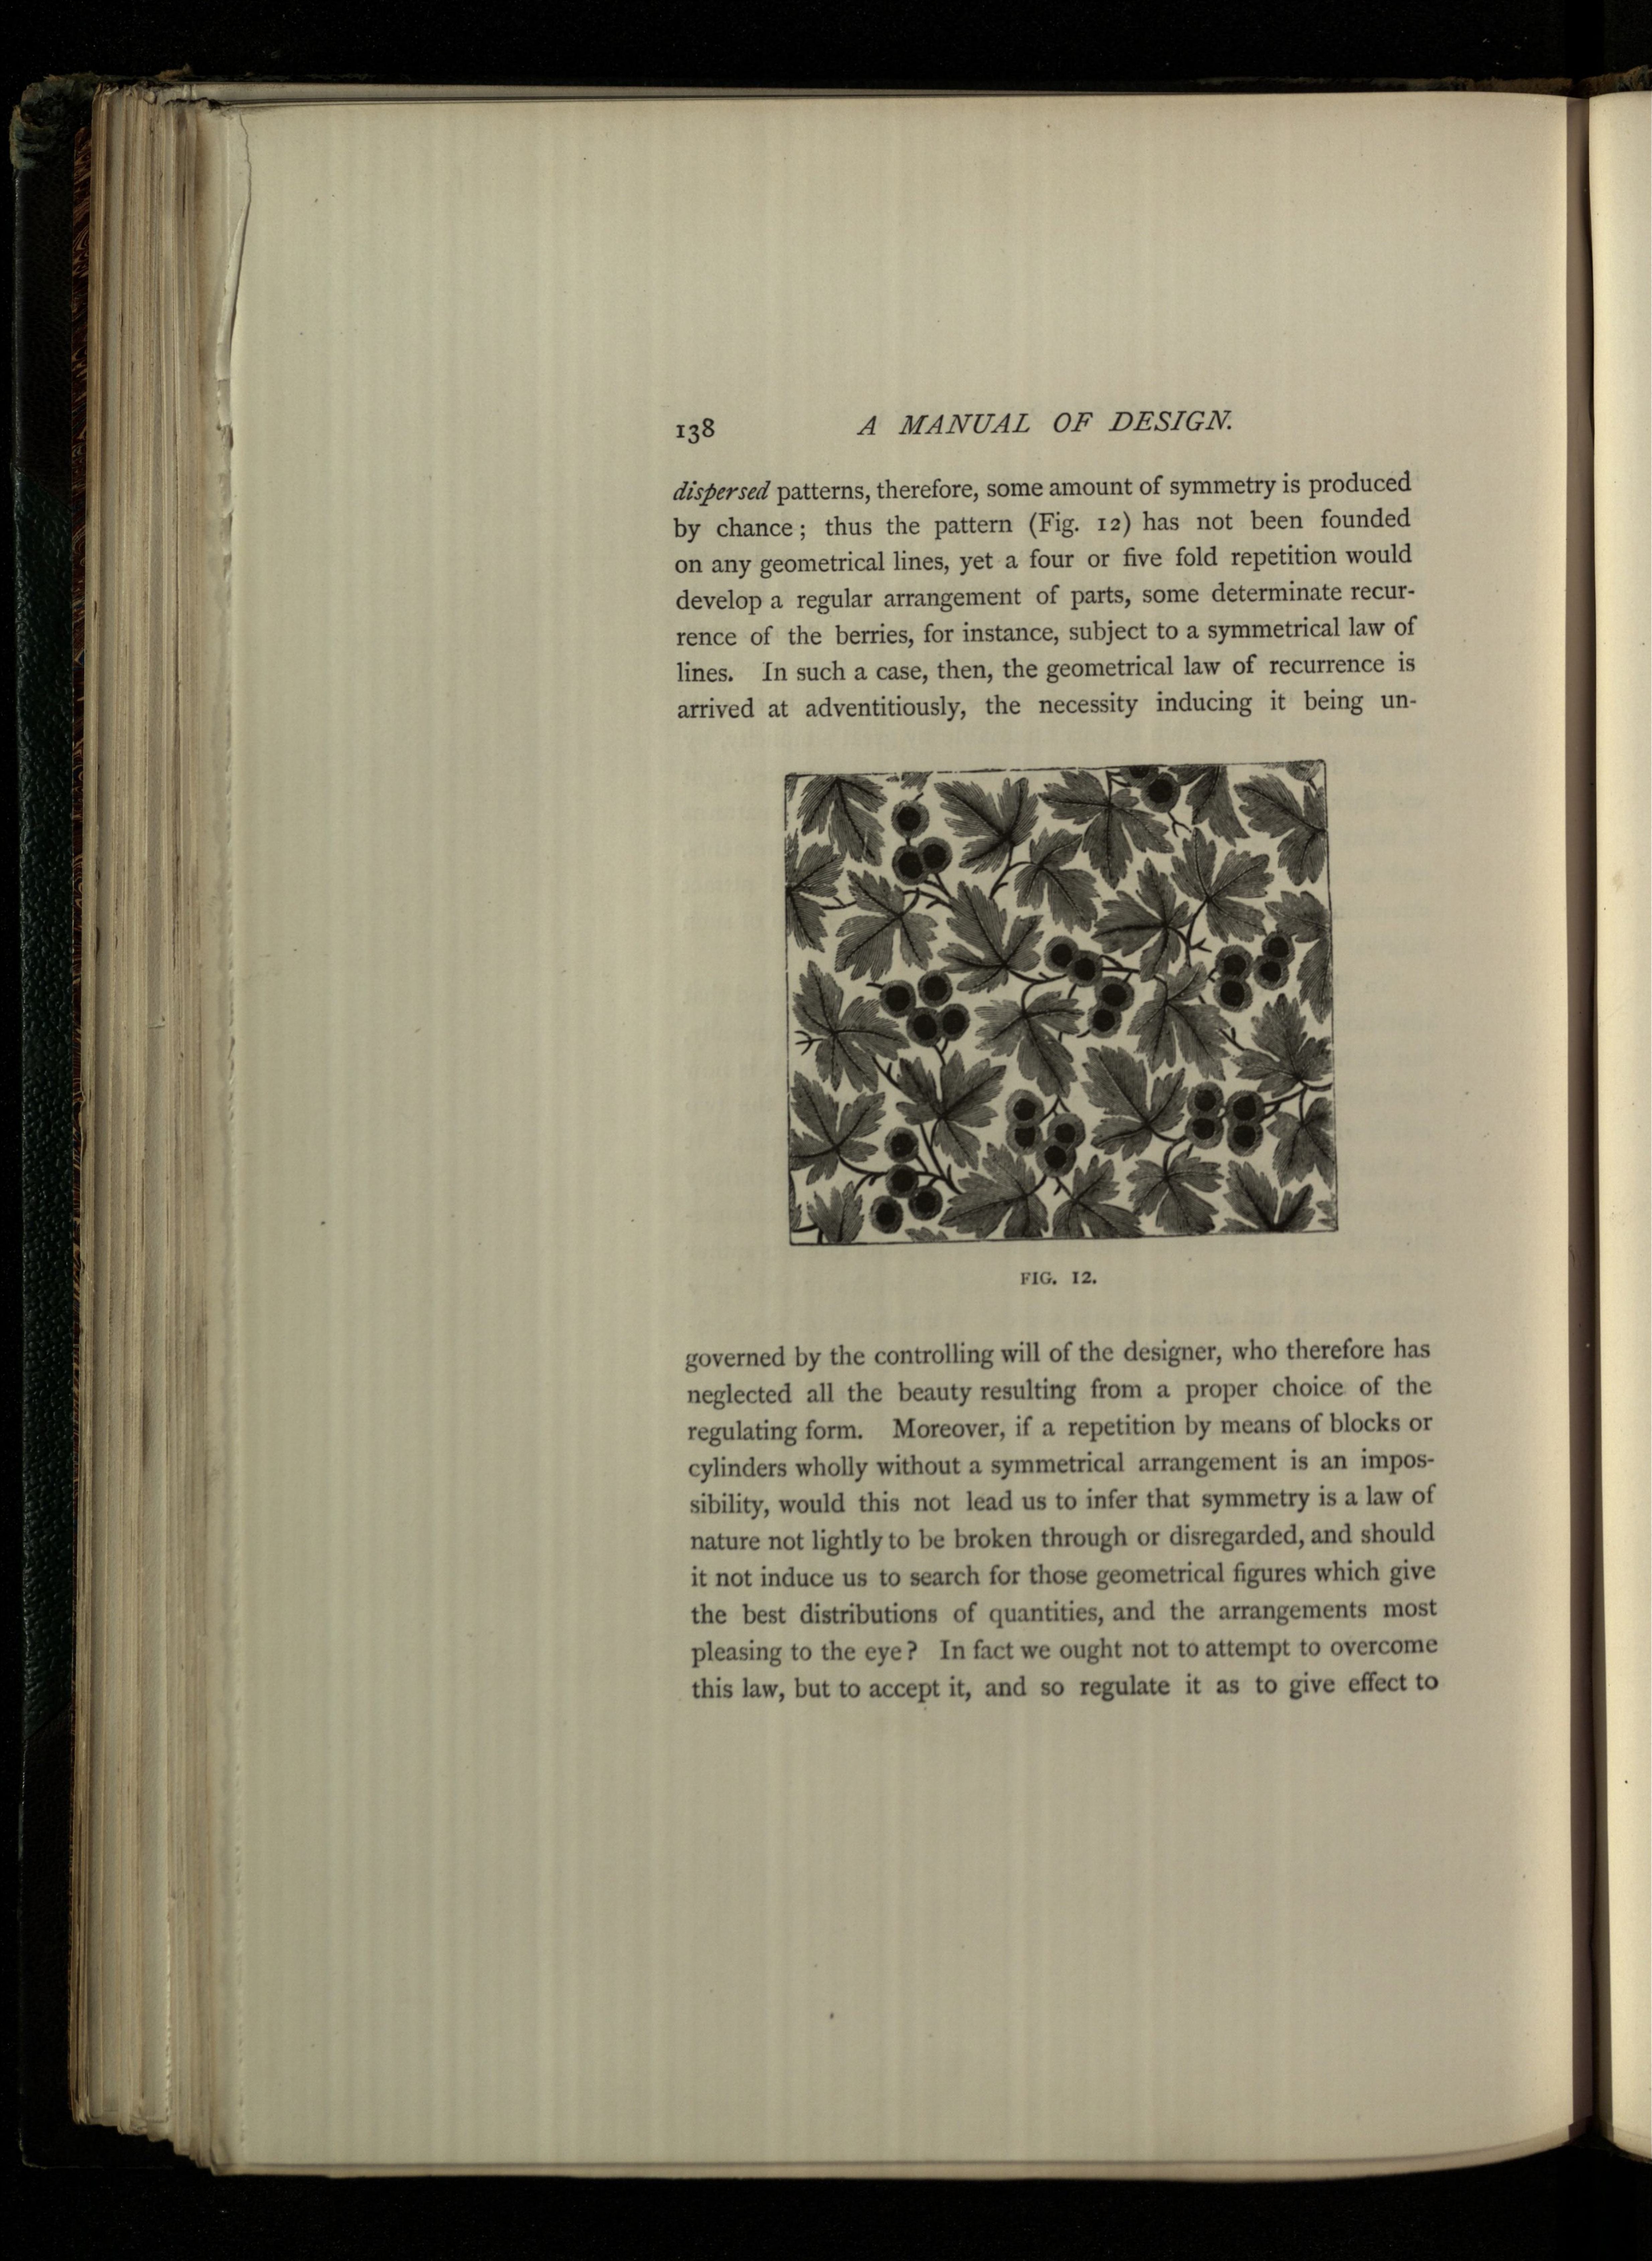 138 A MANUAL OF DESIGN.
dispersed patterns, therefore, some amount of symmetry is produced
by chance; thus the pattern (Fig. 12) has not been founded
on any geometrical lines, yet a four or five fold repetition would
develop a regular arrangement of parts, some determinate recur-
rence of the berries, for instance, subject to a symmetrical law of
lines. In such a case, then, the geometrical law of recurrence is
arrived at adventitiously, the necessity inducing it being un-
FIG. 12.
governed by the controlling will of the designer, who therefore has
neglected all the beauty resulting from a proper choice of the
regulating form. Moreover, if a repetition by means of blocks or
cylinders wholly without a symmetrical arrangement is an impos-
sibility, would this not lead us to infer that symmetry is a law of
nature not lightly to be broken through or disregarded, and should
it not induce us to search for those geometrical figures which give
the best distributions of quantities, and the arrangements most
pleasing to the eye? In fact we ought not to attempt to overcome
this law, but to accept it, and so regulate it as to give effect to